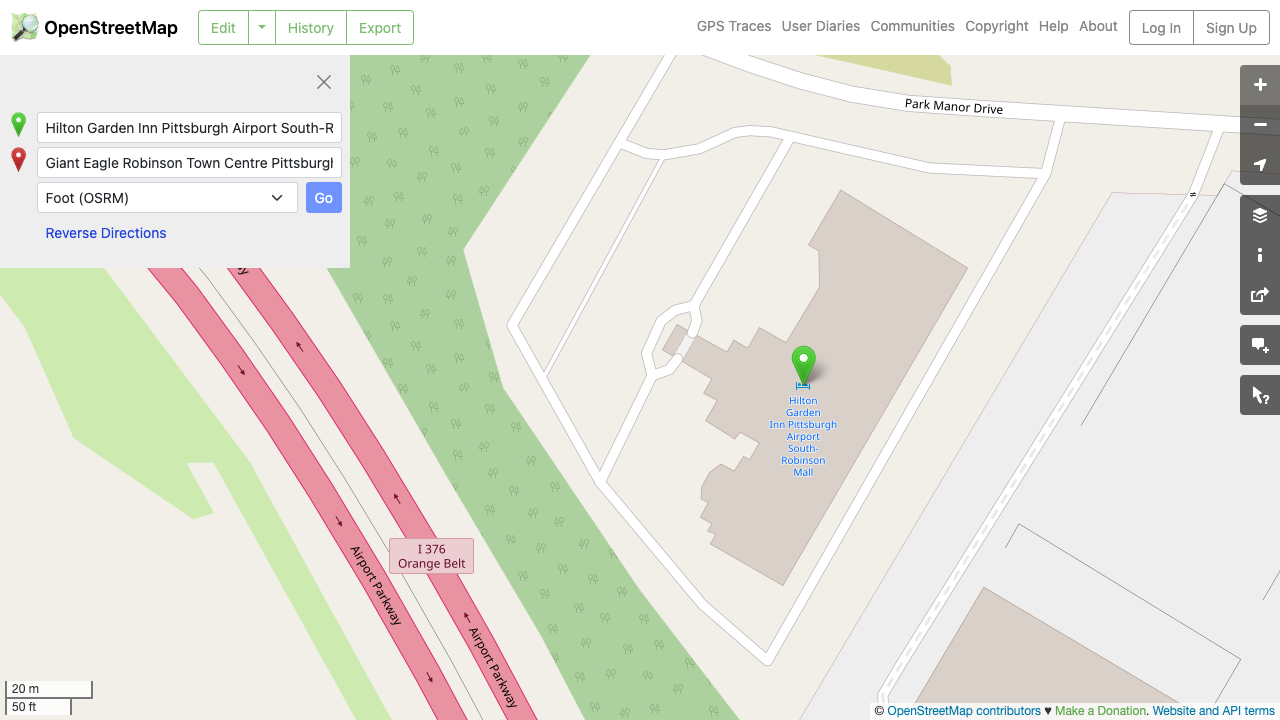 OpenStreetMap
Edit
History
Export
GPS Traces
User Diaries
Communities
Copyright
Help
About
Log In
Sign Up
Hilton Garden Inn Pittsburgh Airport South-R
Giant Eagle Robinson Town Centre Pittsburgh
Foot (OSRM)
Go
Reverse Directions
Park Manor Drive
Hilton
Garden
Inn Pittsburgh
Airport
South-
Robinson
Mall
I 376
Orange Belt
Airport Parkway
Airport Parkway
20 m
50 ft
© OpenStreetMap contributors ♥ Make a Donation. Website and API terms